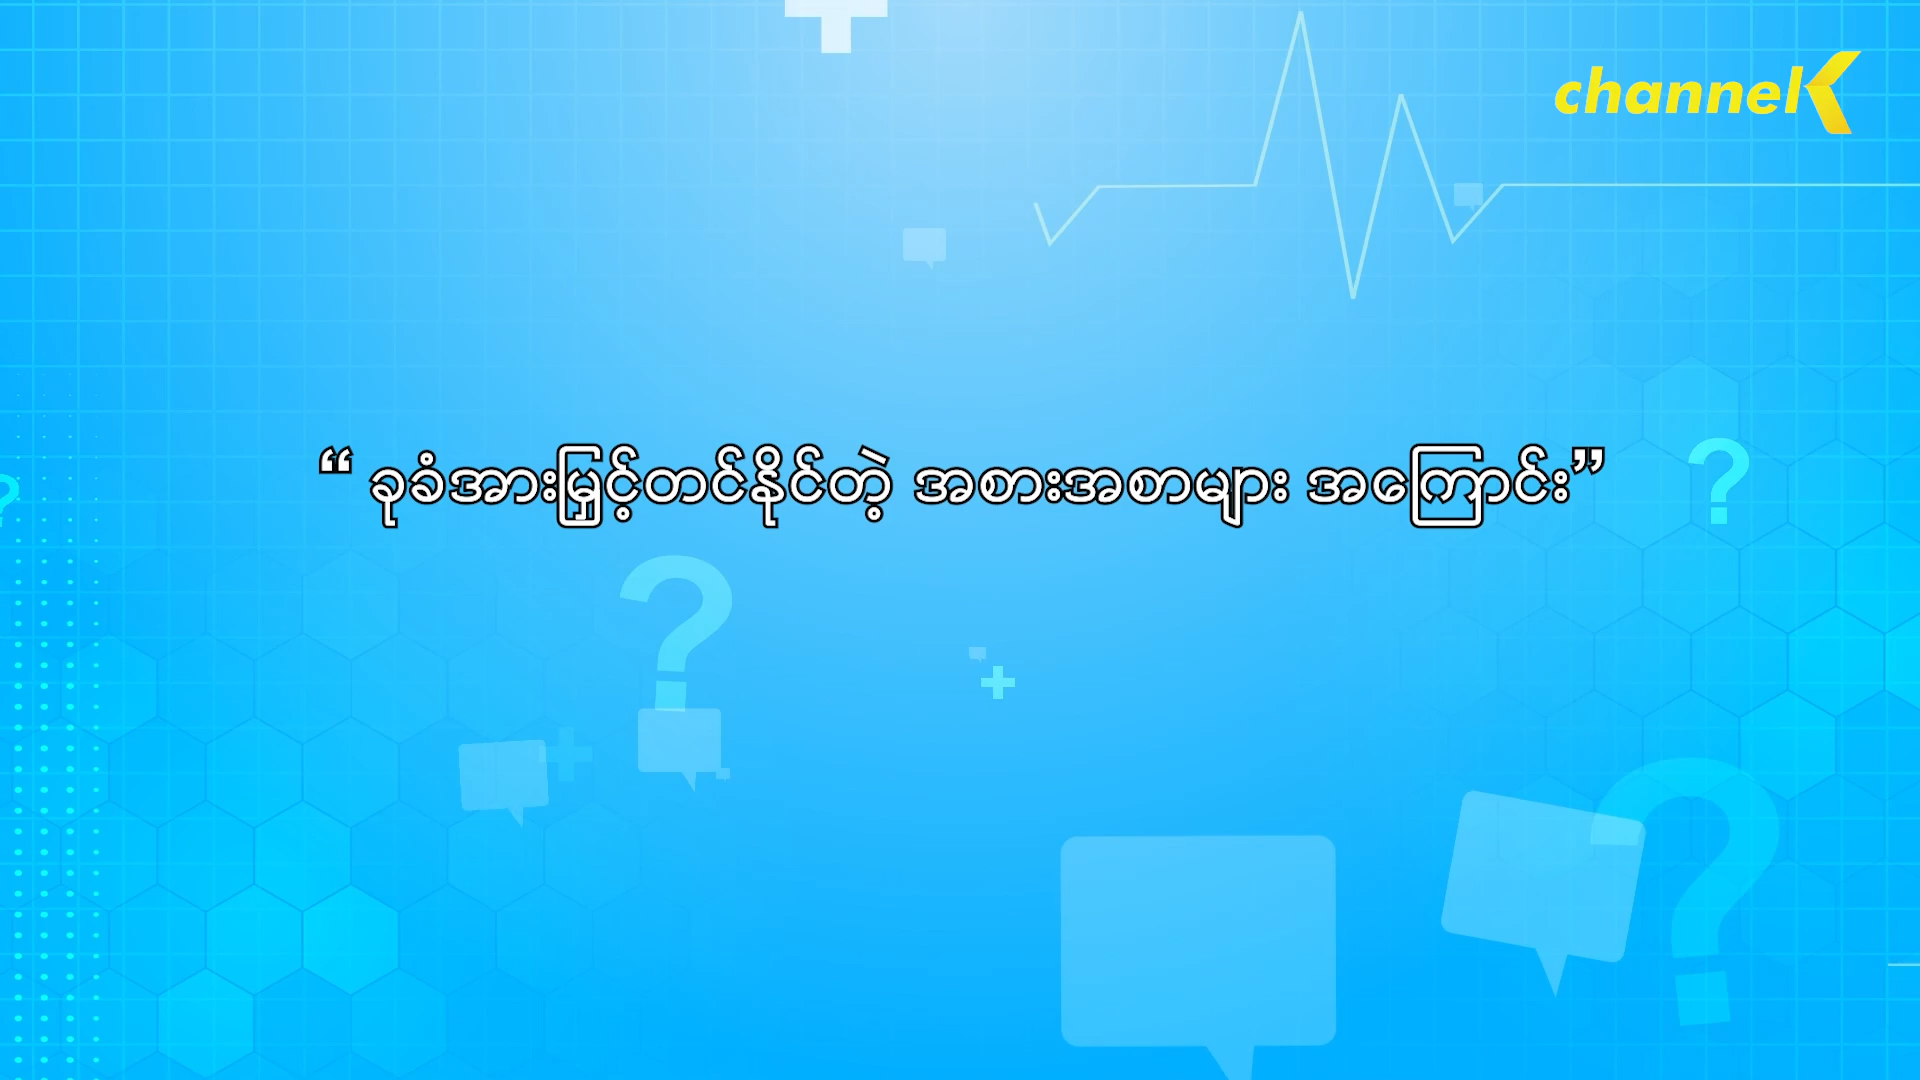 channelK
“ ခုခံအားမြှင့်တင်နိုင်တဲ့ အစားအစာများ အကြောင်း”